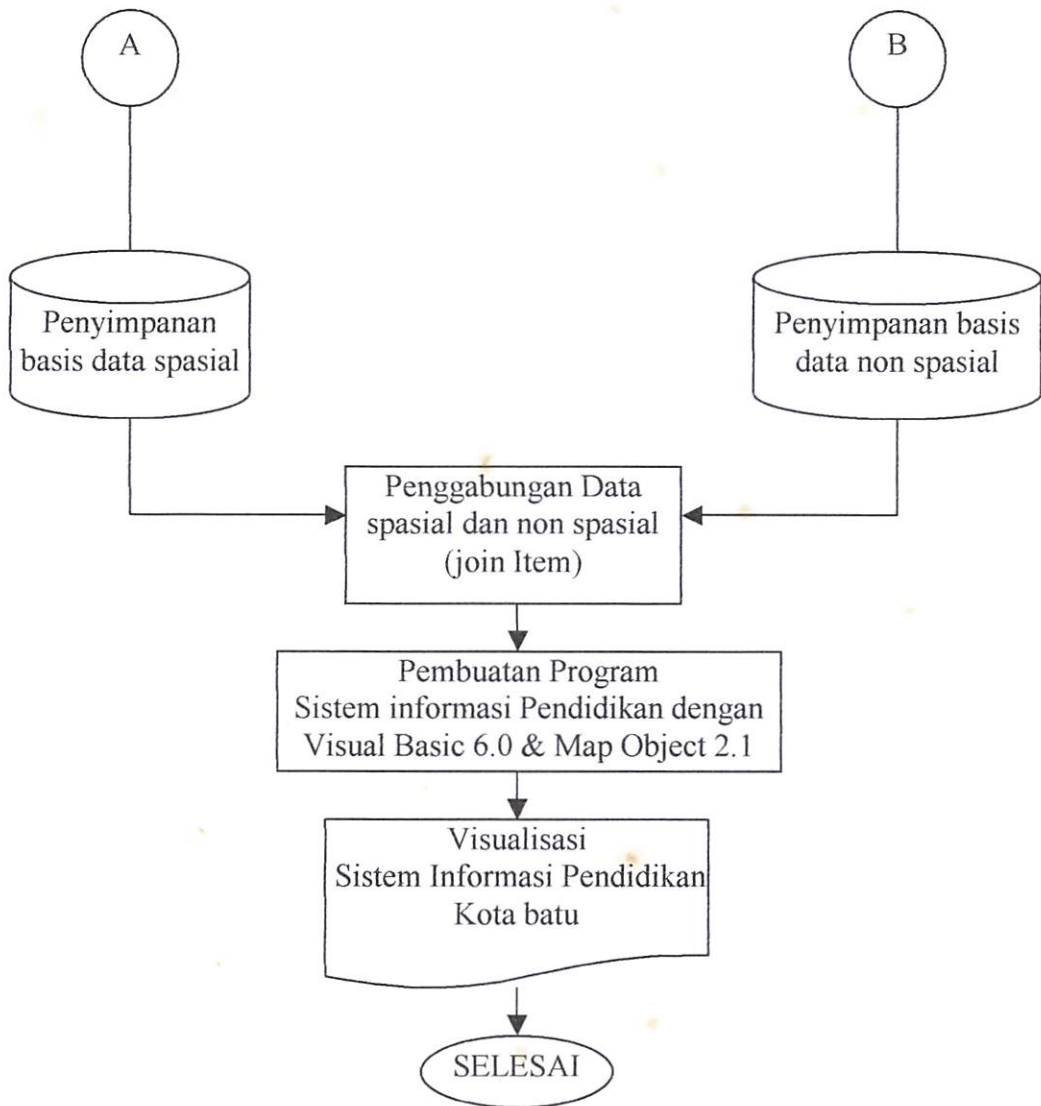 A
B
Penyimpanan
basis data spasial
Penyimpanan basis
data non spasial
Penggabungan Data
spasial dan non spasial
(join Item)
Pembuatan Program
Sistem informasi Pendidikan dengan
Visual Basic 6.0 & Map Object 2.1
Visualisasi
Sistem Informasi Pendidikan
Kota batu
SELESAI